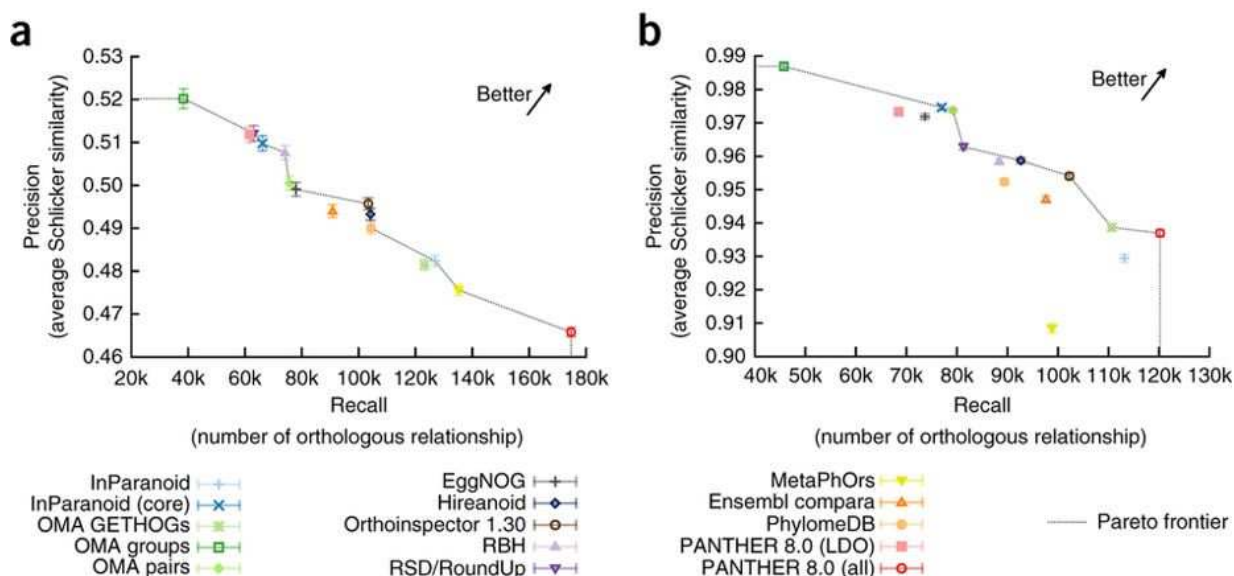 a
b
Precision
(average Schlicker similarity)
0.53
0.52
0.51
0.50
0.49
0.48
0.47
0.46
Better
20k 40k 60k 80k 100k 120k 140k 160k 180k
Recall
(number of orthologous relationship)
Precision
(average Schlicker similarity)
0.99
0.98
0.97
0.96
0.95
0.94
0.93
0.92
0.91
0.90
Better
40k 50k 60k 70k 80k 90k 100k 110k 120k 130k
Recall
(number of orthologous relationship)
InParanoid
InParanoid (core)
OMA GETHOGs
OMA groups
OMA pairs
EggNOG
Hireanoid
Orthoinspector 1.30
RBH
RSD/RoundUp
MetaPhOrs
Ensembl compara
PhylomeDB
PANTHER 8.0 (LDO)
PANTHER 8.0 (all)
Pareto frontier